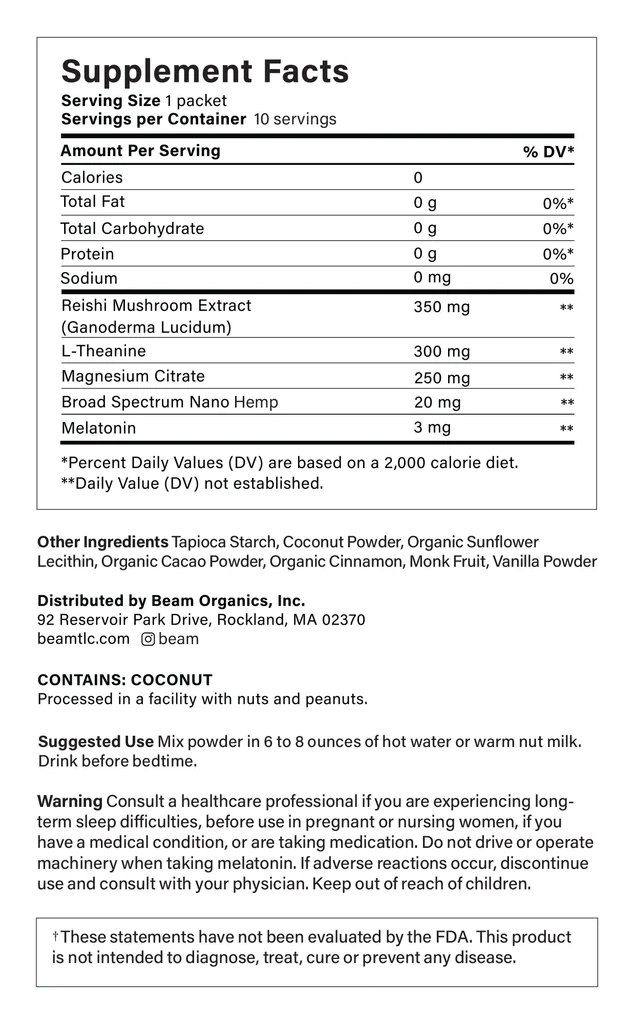 Supplement Facts
Serving Size 1 packet
Servings per Container 10 servings
Amount Per Serving % DV*
Calories 0
Total Fat 0 g 0%*
Total Carbohydrate 0 g 0%*
Protein 0 g 0%*
Sodium 0 mg 0%
Reishi Mushroom Extract 350 mg **
(Ganoderma Lucidum)
L-Theanine 300 mg **
Magnesium Citrate 250 mg **
Broad Spectrum Nano Hemp 20 mg **
Melatonin 3 mg **
*Percent Daily Values (DV) are based on a 2,000 calorie diet.
**Daily Value (DV) not established.
Other Ingredients Tapioca Starch, Coconut Powder, Organic Sunflower
Lecithin, Organic Cacao Powder, Organic Cinnamon, Monk Fruit, Vanilla Powder
Distributed by Beam Organics, Inc.
92 Reservoir Park Drive, Rockland, MA 02370
beamtlc.com beam
CONTAINS: COCONUT
Processed in a facility with nuts and peanuts.
Suggested Use Mix powder in 6 to 8 ounces of hot water or warm nut milk.
Drink before bedtime.
Warning Consult a healthcare professional if you are experiencing long-
term sleep difficulties, before use in pregnant or nursing women, if you
have a medical condition, or are taking medication. Do not drive or operate
machinery when taking melatonin. If adverse reactions occur, discontinue
use and consult with your physician. Keep out of reach of children.
†These statements have not been evaluated by the FDA. This product
is not intended to diagnose, treat, cure or prevent any disease.